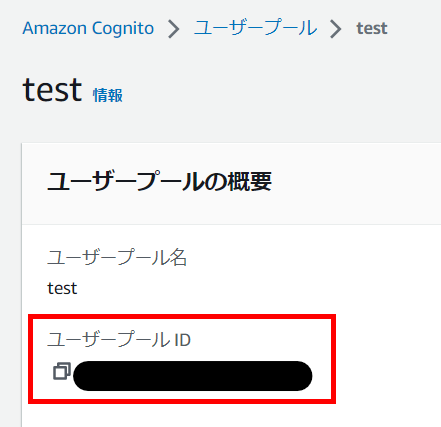 Amazon Cognito > ユーザープール > test
test 情報
ユーザープールの概要
ユーザープール名
test
ユーザープール ID